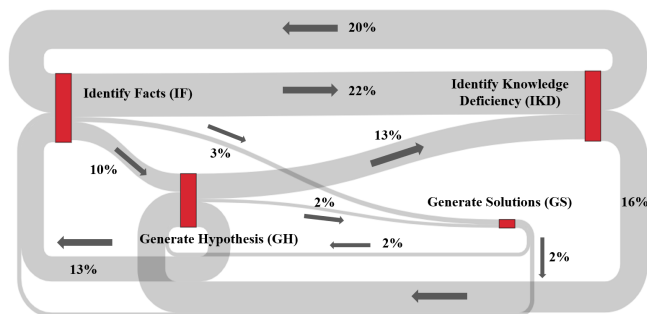 20%
Identify Facts (IF)
22%
Identify Knowledge
Deficiency (IKD)
13%
3%
10%
2%
Generate Solutions (GS)
16%
Generate Hypothesis (GH)
2%
2%
13%